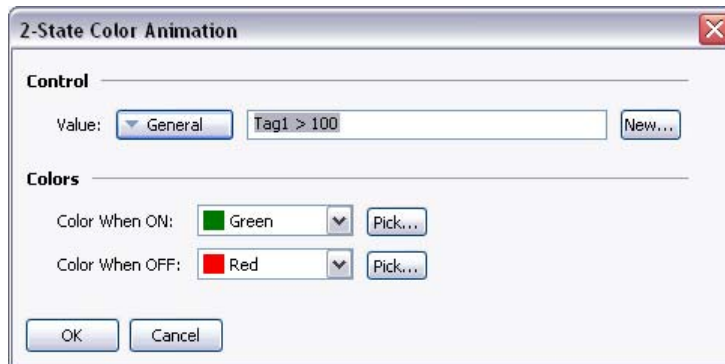 2-State Color Animation
Control
Value: General Tag1 > 100 New...
Colors
Color When ON: Green Pick...
Color When OFF: Red Pick...
OK Cancel